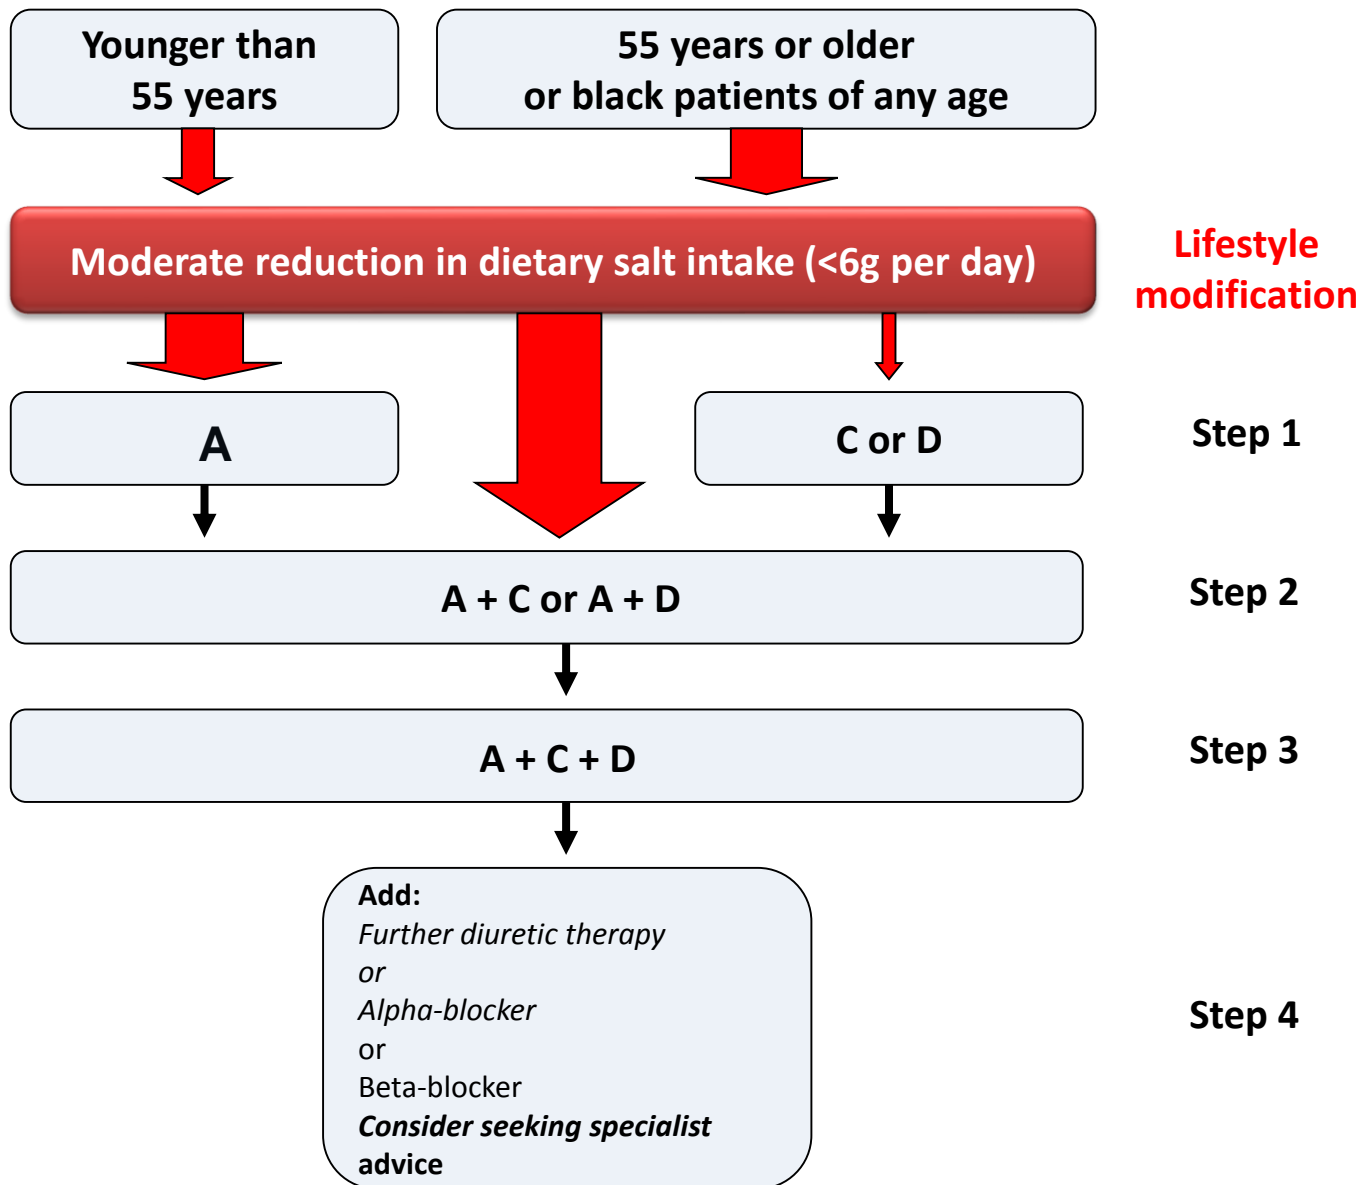 Younger than
55 years
55 years or older
or black patients of any age
Moderate reduction in dietary salt intake (<6g per day)
Lifestyle
modification
A
C or D
Step 1
A + C or A + D
Step 2
A + C + D
Step 3
Add:
Further diuretic therapy
or
Alpha-blocker
or
Beta-blocker
Consider seeking specialist
advice
Step 4